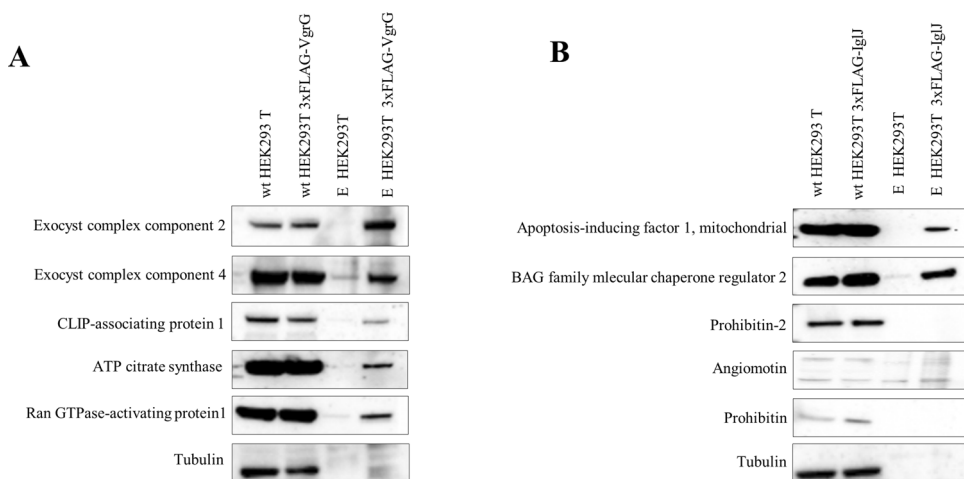 A
wt HEK293 T
wt HEK293T 3xFLAG-VgrG
E HEK293T
E HEK293T 3xFLAG-VgrG
Exocyst complex component 2
Exocyst complex component 4
CLIP-associating protein 1
ATP citrate synthase
Ran GTPase-activating protein1
Tubulin
B
wt HEK293T
wt HEK293T 3xFLAG-IglJ
E HEK293T
E HEK293T 3xFLAG-IglJ
Apoptosis-inducing factor 1, mitochondrial
BAG family mlecular chaperone regulator 2
Prohibitin-2
Angiomotin
Prohibitin
Tubulin